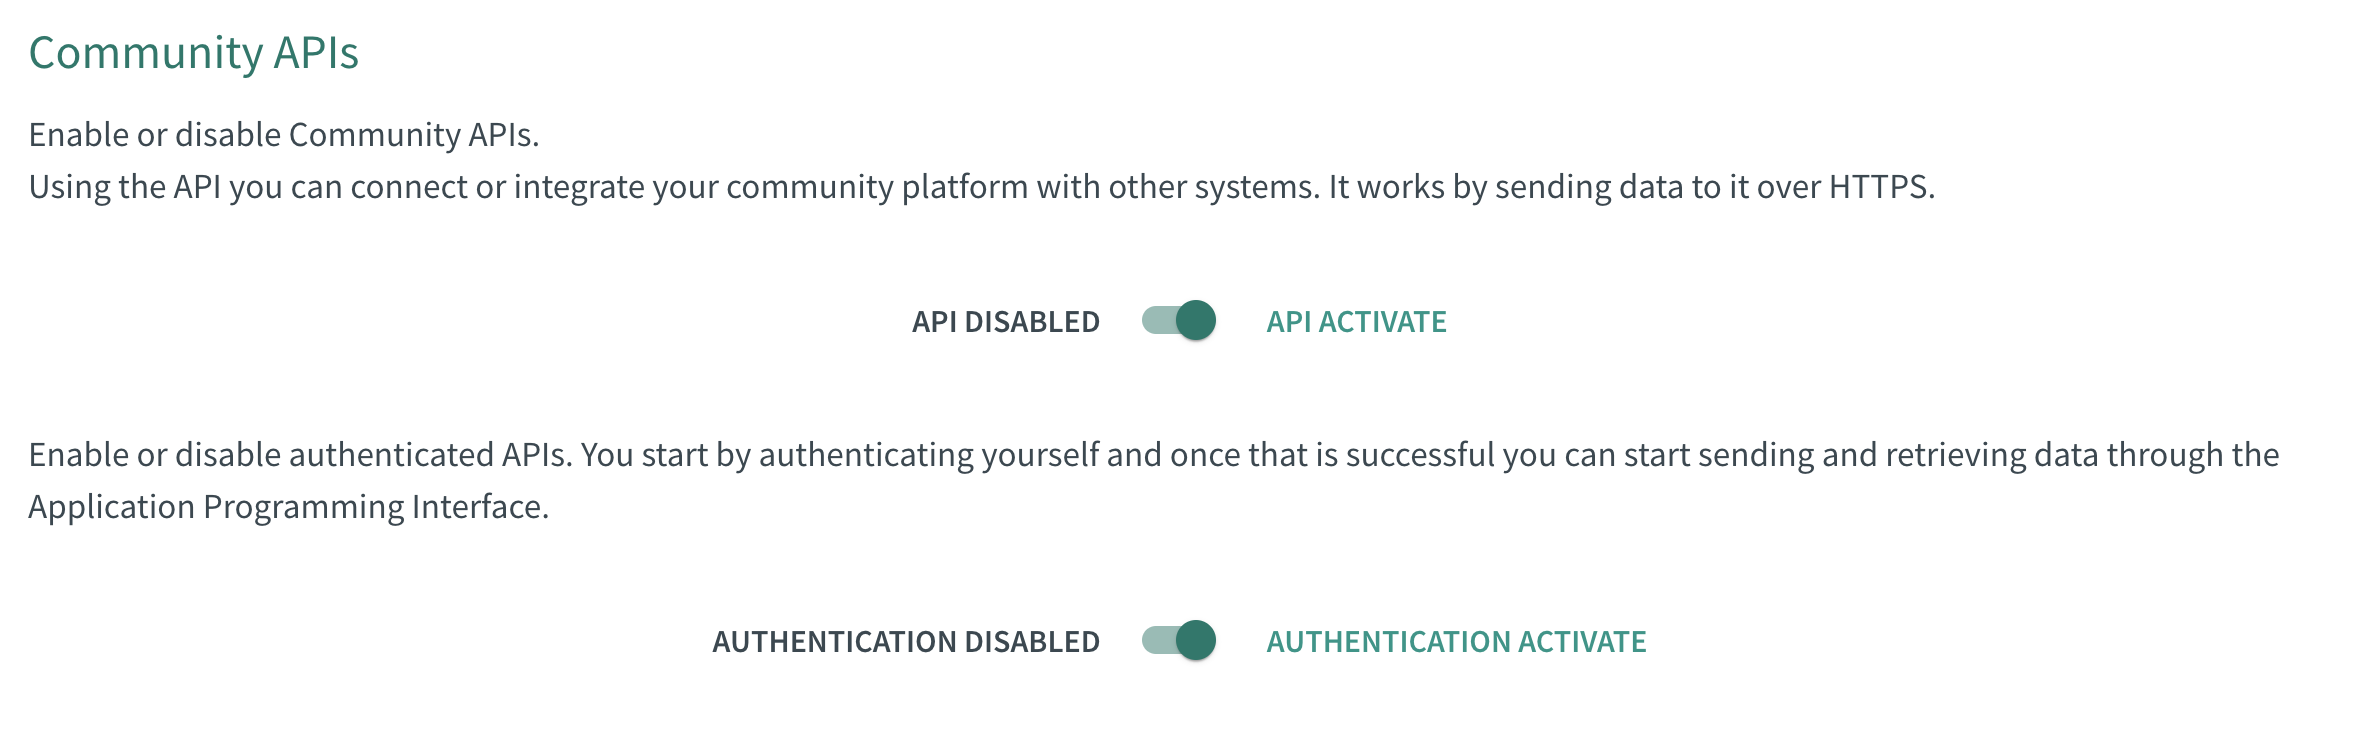 Community APIs
Enable or disable Community APIs.
Using the API you can connect or integrate your community platform with other systems. It works by sending data to it over HTTPS.
API DISABLED API ACTIVATE
Enable or disable authenticated APIs. You start by authenticating yourself and once that is successful you can start sending and retrieving data through the
Application Programming Interface.
AUTHENTICATION DISABLED AUTHENTICATION ACTIVATE